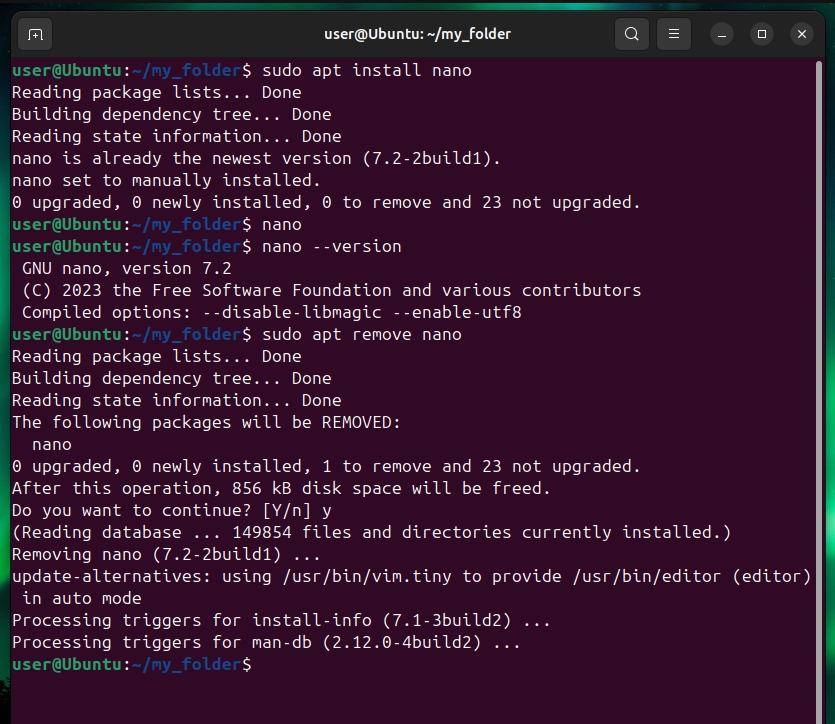 user@Ubuntu: ~/my_folder
user@Ubuntu:~/my_folder$ sudo apt install nano
Reading package lists... Done
Building dependency tree... Done
Reading state information... Done
nano is already the newest version (7.2-2build1).
nano set to manually installed.
0 upgraded, 0 newly installed, 0 to remove and 23 not upgraded.
user@Ubuntu:~/my_folder$ nano
user@Ubuntu:~/my_folder$ nano --version
 GNU nano, version 7.2
 (C) 2023 the Free Software Foundation and various contributors
 Compiled options: --disable-libmagic --enable-utf8
user@Ubuntu:~/my_folder$ sudo apt remove nano
Reading package lists... Done
Building dependency tree... Done
Reading state information... Done
The following packages will be REMOVED:
  nano
0 upgraded, 0 newly installed, 1 to remove and 23 not upgraded.
After this operation, 856 kB disk space will be freed.
Do you want to continue? [Y/n] y
(Reading database ... 149854 files and directories currently installed.)
Removing nano (7.2-2build1) ...
update-alternatives: using /usr/bin/vim.tiny to provide /usr/bin/editor (editor)
 in auto mode
Processing triggers for install-info (7.1-3build2) ...
Processing triggers for man-db (2.12.0-4build2) ...
user@Ubuntu:~/my_folder$